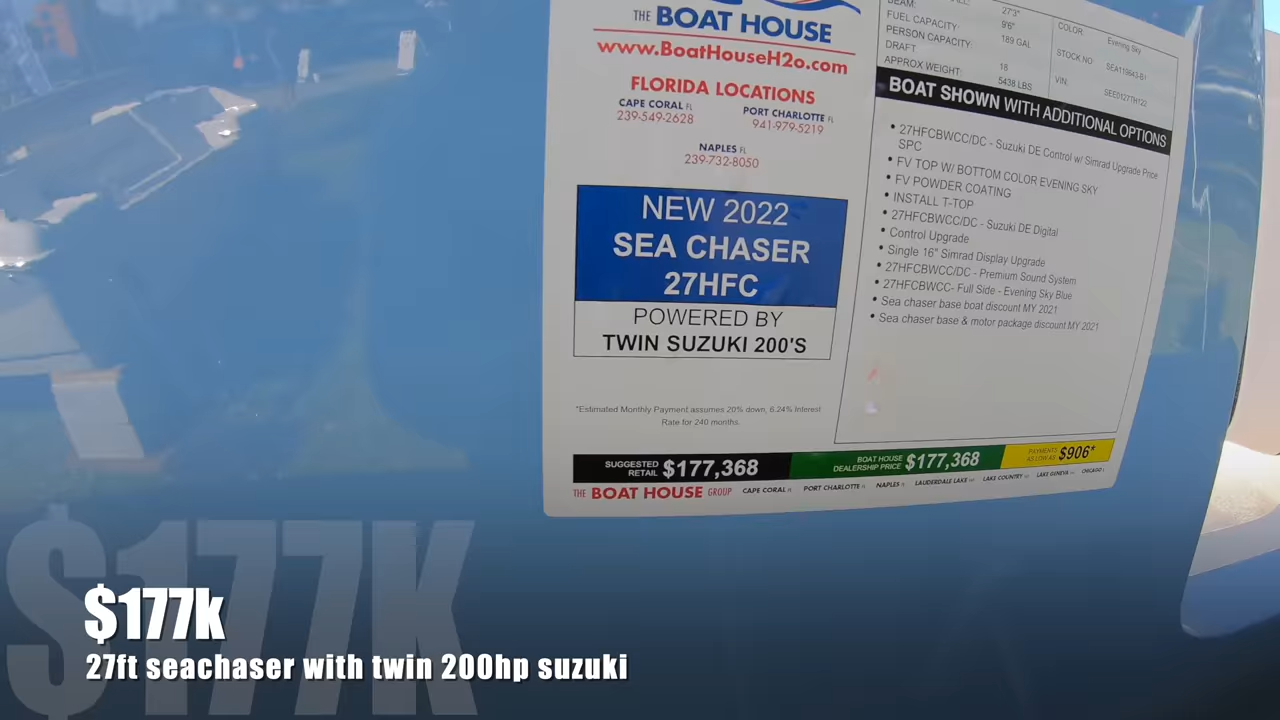 THE BOAT HOUSE
www.BoatHouseH2o.com
FLORIDA LOCATIONS
CAPE CORAL FL
239-549-2628
PORT CHARLOTTE FL
941-979-5219
NAPLES FL
239-732-8050
NEW 2022
SEA CHASER
27HFC
POWERED BY
TWIN SUZUKI 200'S
*Estimated Monthly Payment assumes 20% down, 6.24% Interest
Rate for 240 months.
27'3"
BEAM: 9'6"
FUEL CAPACITY: 189 GAL
PERSON CAPACITY:
DRAFT 18
APPROX WEIGHT: 5438 LBS
COLOR Evening Sky
STOCK NO
VIN:
BOAT SHOWN WITH ADDITIONAL OPTIONS
• 27HFCBWCC/DC - Suzuki DE Control w/ Simrad Upgrade Price
SPC
• FV TOP W/ BOTTOM COLOR EVENING SKY
• FV POWDER COATING
• INSTALL T-TOP
• 27HFCBWCC/DC - Suzuki DE Digital
• Control Upgrade
• Single 16" Simrad Display Upgrade
• 27HFCBWCC/DC - Premium Sound System
• 27HFCBWCC- Full Side - Evening Sky Blue
• Sea chaser base boat discount MY 2021
• Sea chaser base & motor package discount MY 2021
SUGGESTED
RETAIL $177,368
BOAT HOUSE
DEALERSHIP PRICE $177,368
PAYMENTS
AS LOW AS $906*
THE BOAT HOUSE GROUP CAPE CORAL FL PORT CHARLOTTE FL NAPLES FL LAUDERDALE LAKE LAKE COUNTRY LAKE GENEVA CHICAGO
$177K
$177k
27ft seachaser with twin 200hp suzuki